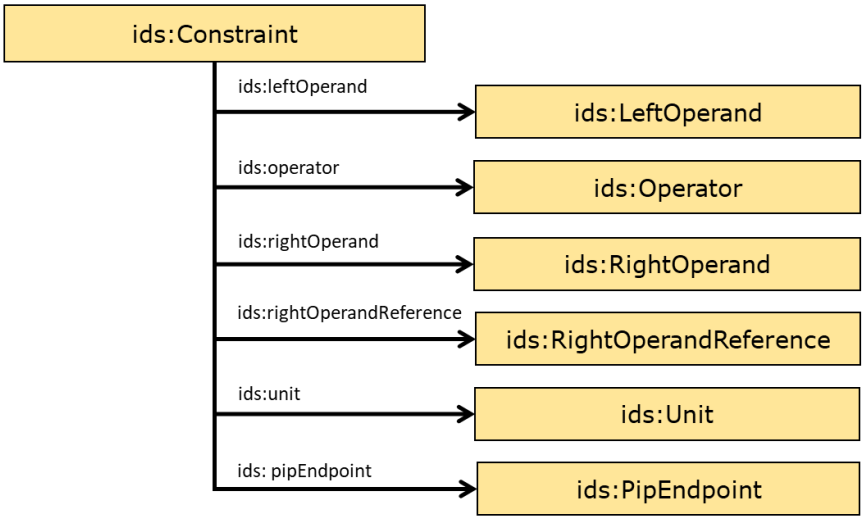 ids:Constraint
ids:leftOperand
ids:LeftOperand
ids:operator
ids:Operator
ids:rightOperand
ids:RightOperand
ids:rightOperandReference
ids:RightOperandReference
ids:unit
ids:Unit
ids: pipEndpoint
ids:PipEndpoint